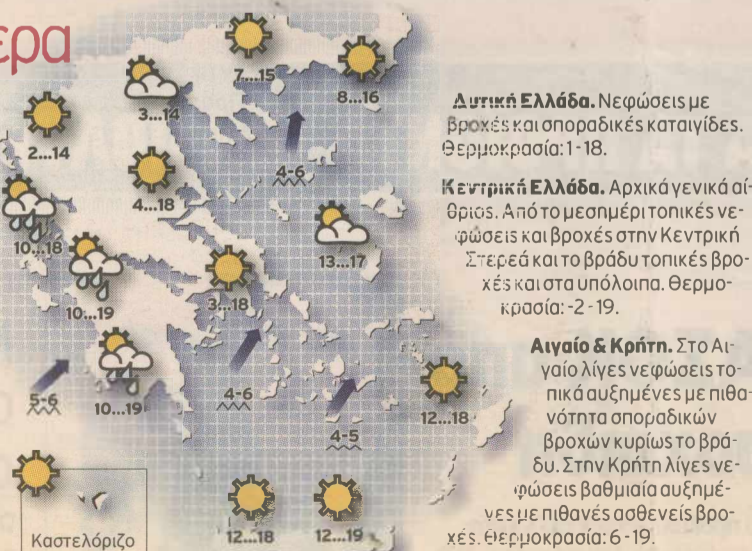 ερα
7...15
8...16
3...14
2...14
4-6
4...18
10...18
13...17
10...19
3...18
5-6
10...19
4-6
4-5
12...18
Καστελόριζο
12...18
12...19
Δυτική Ελλάδα. Νεφώσεις με
βροχές και σποραδικές καταιγίδες.
Θερμοκρασία: 1 - 18.
Κεντρική Ελλάδα. Αρχικά γενικά αί-
θριος. Από το μεσημέρι τοπικές νε-
φώσεις και βροχές στην Κεντρική
Στερεά και το βράδυ τοπικές βρο-
χές και στα υπόλοιπα. Θερμο-
κρασία: -2 - 19.
Αιγαίο & Κρήτη. Στο Αι-
γαίο λίγες νεφώσεις το-
πικά αυξημένες με πιθα-
νότητα σποραδικών
βροχών κυρίως το βρά-
δυ. Στην Κρήτη λίγες νε-
φώσεις βαθμιαία αυξημέ-
νες με πιθανές ασθενείς βρο-
χές. Θερμοκρασία: 6 - 19.